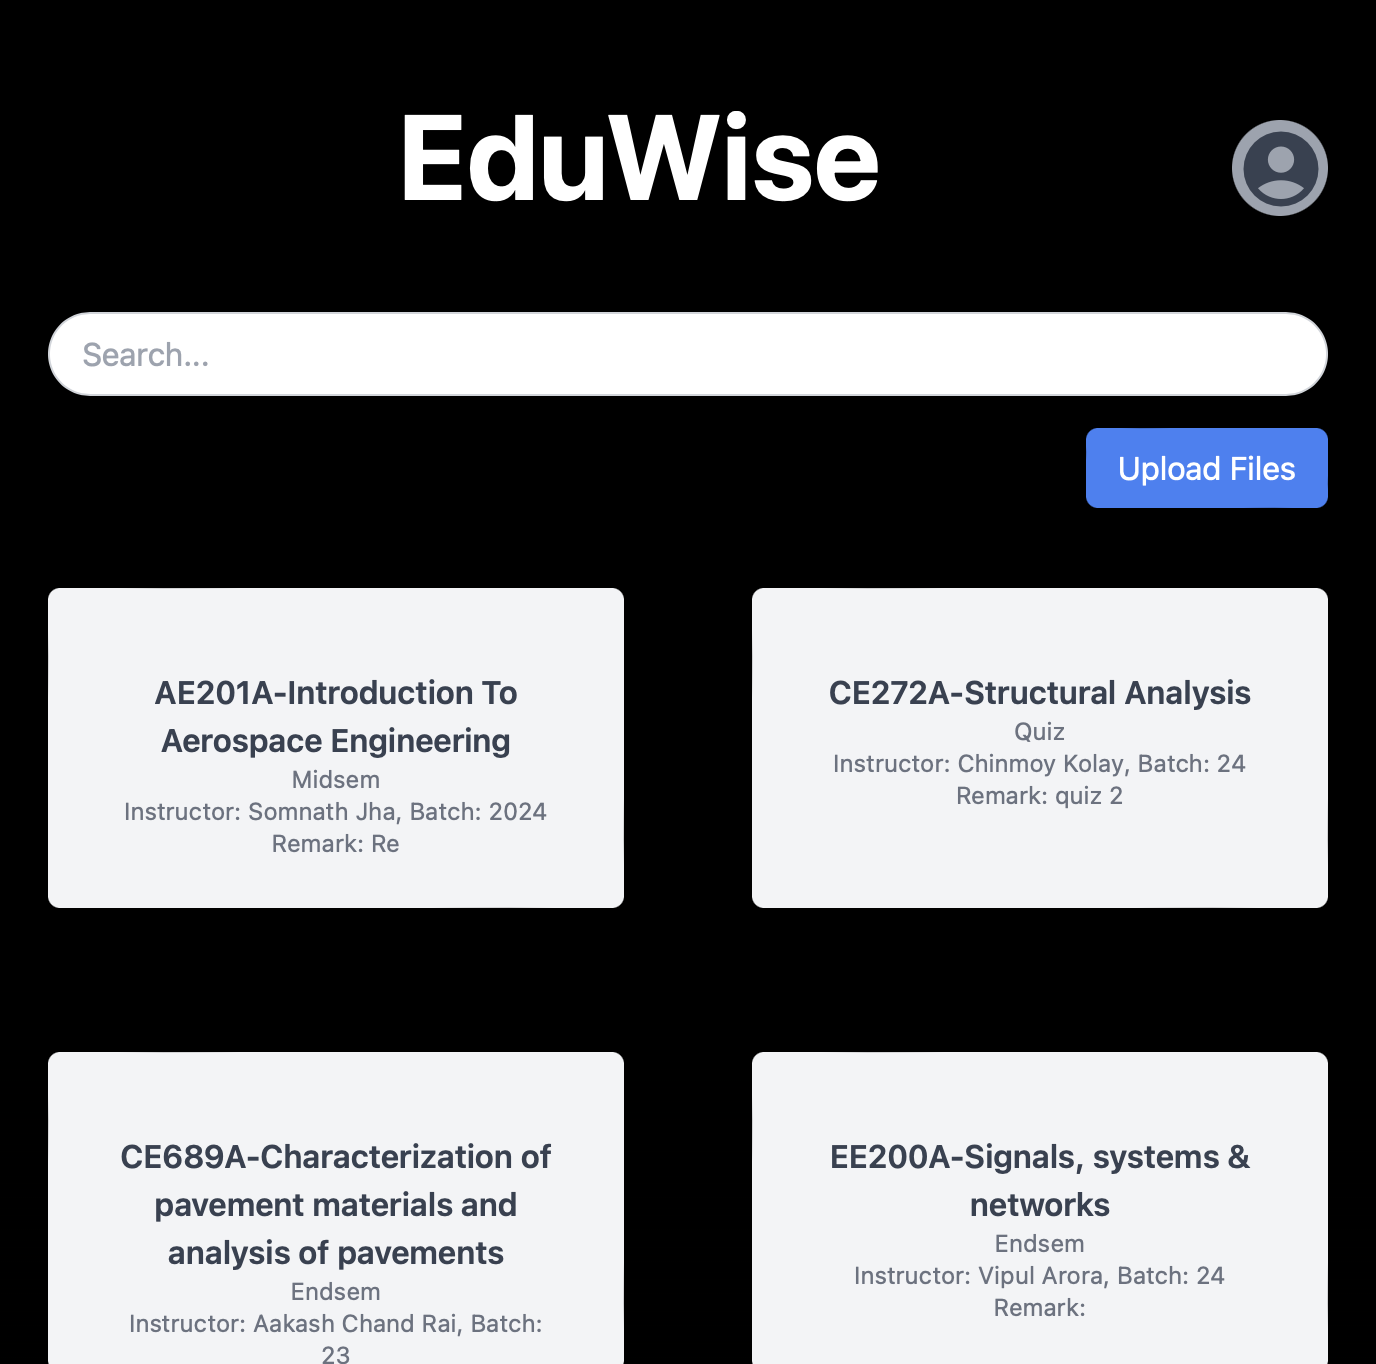 EduWise
Search...
Upload Files
AE201A-Introduction To
Aerospace Engineering
Midsem
Instructor: Somnath Jha, Batch: 2024
Remark: Re
CE272A-Structural Analysis
Quiz
Instructor: Chinmoy Kolay, Batch: 24
Remark: quiz 2
CE689A-Characterization of
pavement materials and
analysis of pavements
Endsem
Instructor: Aakash Chand Rai, Batch:
23
EE200A-Signals, systems &
networks
Endsem
Instructor: Vipul Arora, Batch: 24
Remark: